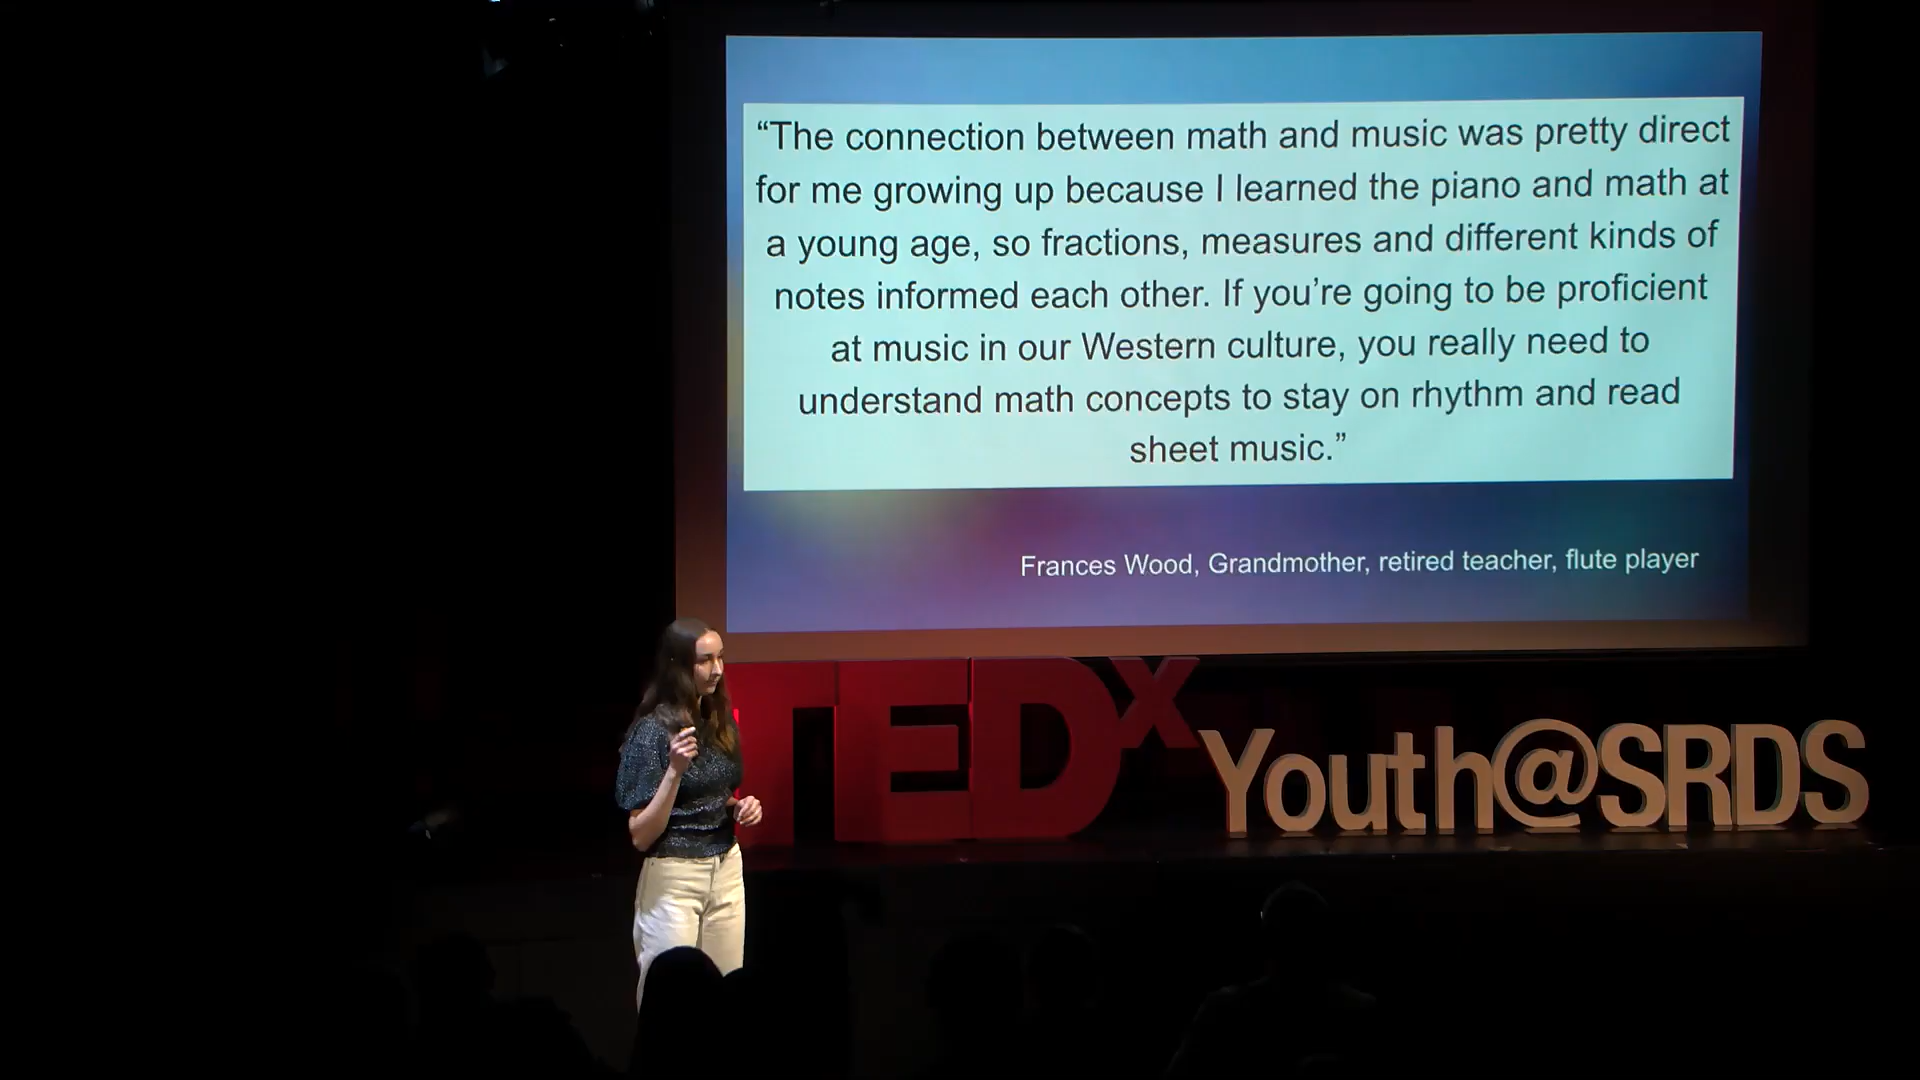 “The connection between math and music was pretty direct
for me growing up because I learned the piano and math at
a young age, so fractions, measures and different kinds of
notes informed each other. If you’re going to be proficient
at music in our Western culture, you really need to
understand math concepts to stay on rhythm and read
sheet music.”
Frances Wood, Grandmother, retired teacher, flute player
TEDx
Youth@SRDS